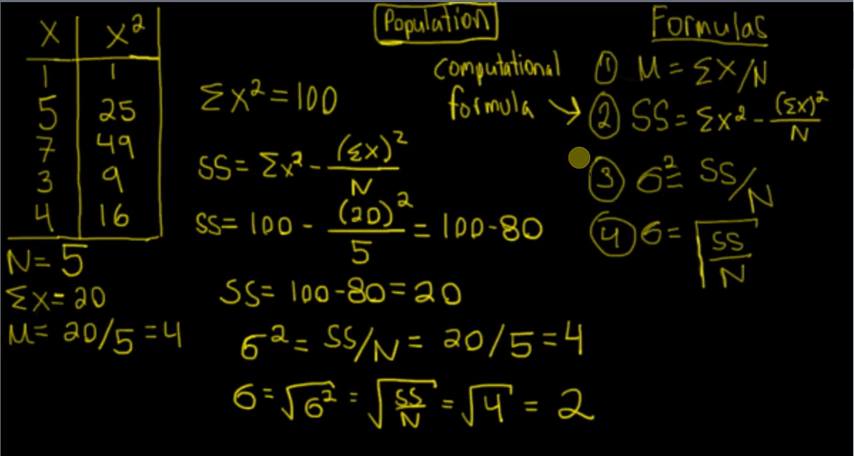 Population
X X²
1 1
5 25
7 49
3 9
4 16
N = 5
ΣX = 20
M = 20/5 = 4
ΣX² = 100
SS = Σx² - (Σx)²/N
SS = 100 - (20)²/5 = 100-80
SS = 100-80 = 20
σ² = SS/N = 20/5 = 4
σ = √σ² = √SS/N = √4 = 2
computational
formula →
Formulas
① M = ΣX/N
② SS = Σx² - (Σx)²/N
③ σ² = SS/N
④ σ = √SS/N